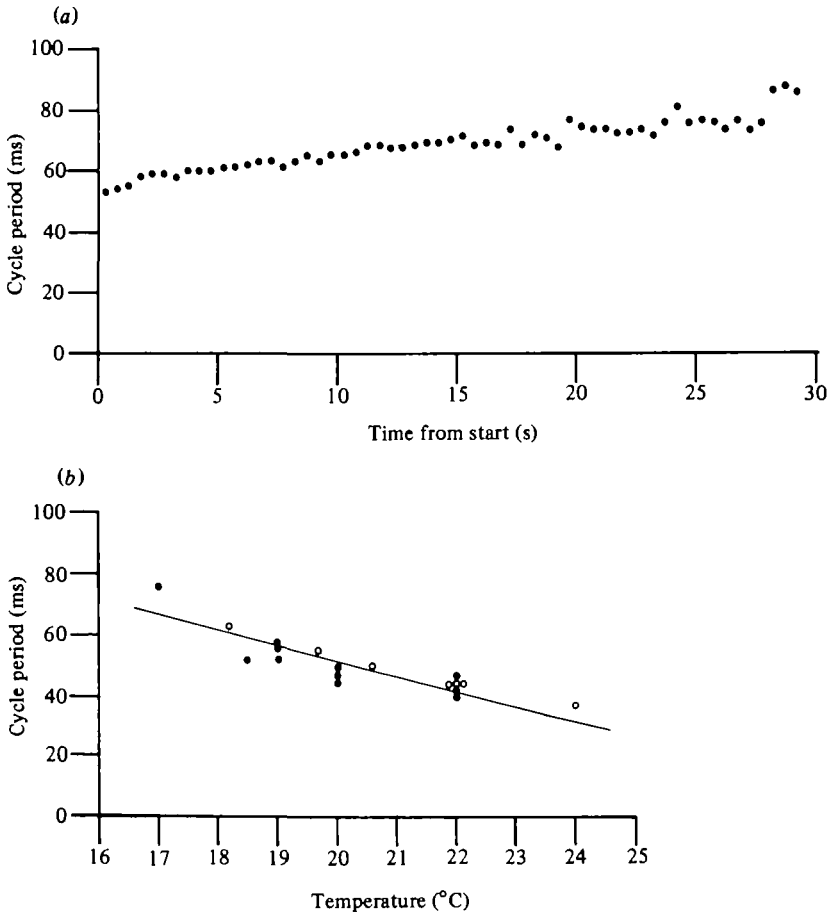 (a)
100
80
60
40
20
0
Cycle period (ms)
0 5 10 15 20 25 30
Time from start (s)
(b)
100
80
60
40
20
0
Cycle period (ms)
16 17 18 19 20 21 22 23 24 25
Temperature (°C)